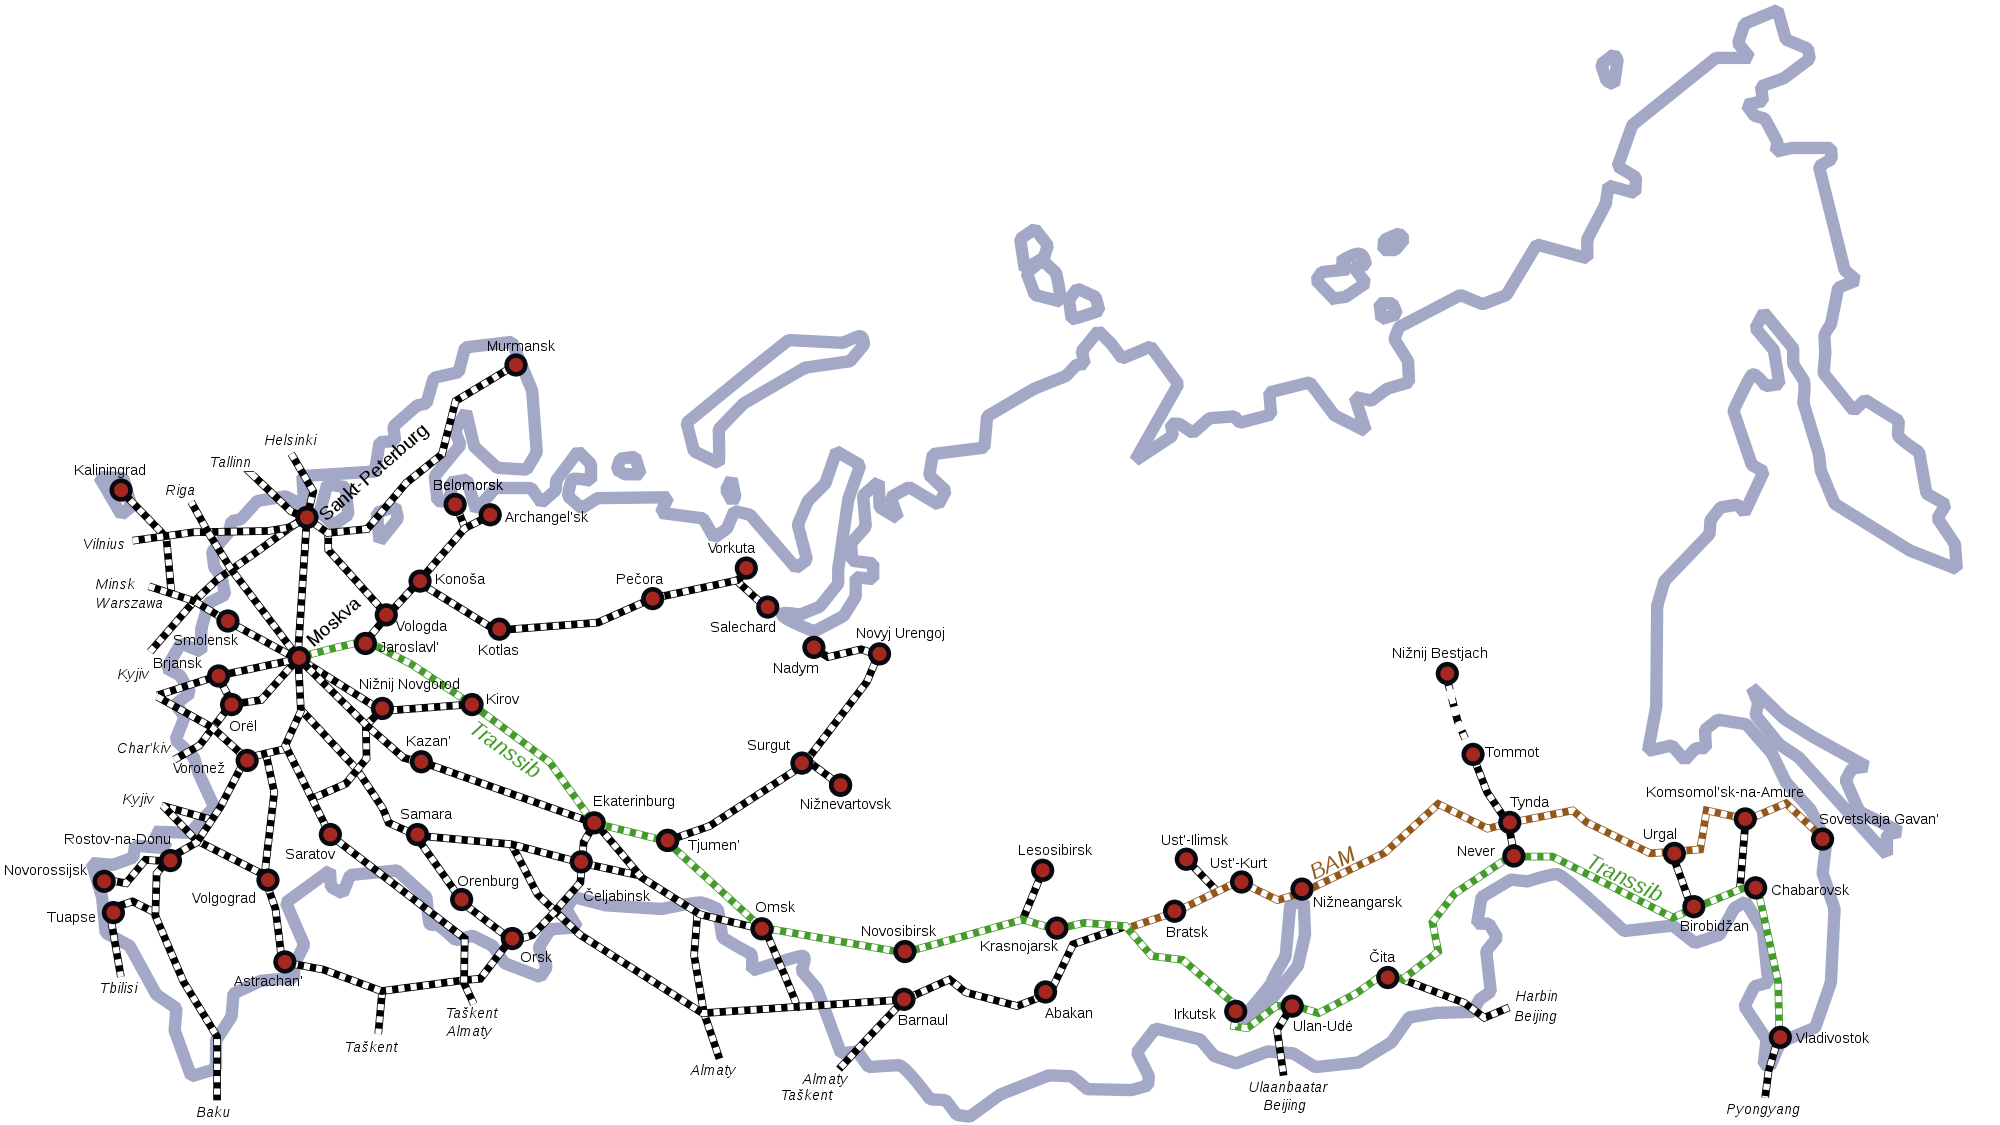 Murmansk
Helsinki
Sankt-Peterburg
Tallinn
Kaliningrad
Riga
Belomorsk
Archangel'sk
Vilnius
Vorkuta
Minsk
Warszawa
Konoša
Pečora
Moskva
Vologda
Salechard
Smolensk
Jaroslavl'
Kotlas
Novyj Urengoj
Nižnij Bestjach
Brjansk
Kyjiv
Nadym
Nižnij Novgorod
Kirov
Orël
Char'kiv
Kazan'
Transsib
Surgut
Tommot
Voronež
Kyjiv
Ekaterinburg
Nižnevartovsk
Komsomol'sk-na-Amure
Tynda
Samara
Sovetskaja Gavan'
Rostov-na-Donu
Saratov
Tjumen'
Ust'-Ilimsk
Urgal
Lesosibirsk
Never
Ust'-Kurt
BAM
Novorossijsk
Orenburg
Transsib
Čeljabinsk
Volgograd
Nižneangarsk
Chabarovsk
Tuapse
Omsk
Novosibirsk
Bratsk
Birobidžan
Krasnojarsk
Orsk
Čita
Astrachan'
Tbilisi
Harbin
Beijing
Taškent
Almaty
Barnaul
Abakan
Irkutsk
Ulan-Udė
Vladivostok
Taškent
Almaty
Almaty
Taškent
Ulaanbaatar
Beijing
Baku
Pyongyang